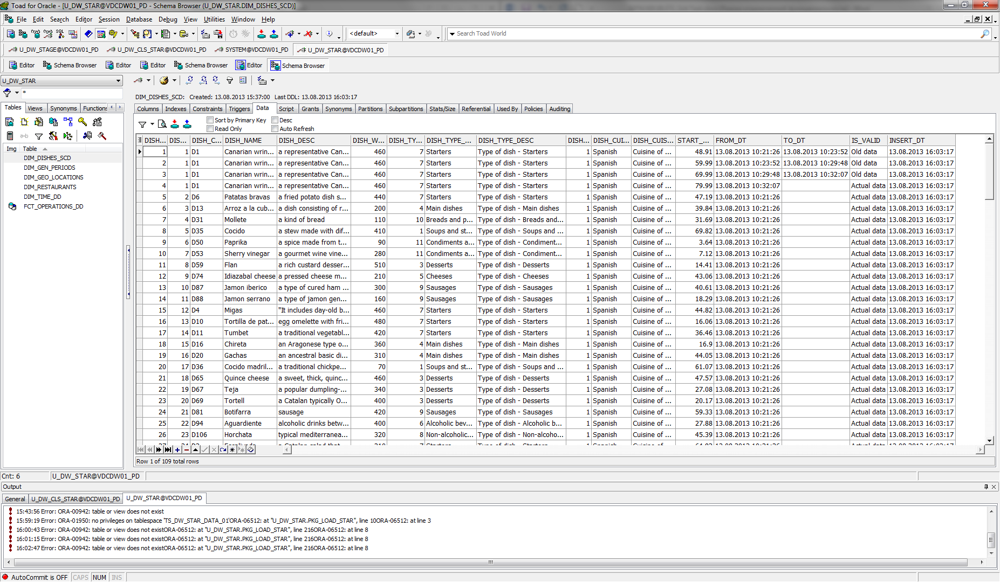 Toad for Oracle - [U_DW_STAR@VDCDW01_PD - Schema Browser (U_DW_STAR.DIM_DISHES_SCD)]
File Edit Search Editor Session Database Debug View Utilities Window Help
<default> Search Toad World
U_DW_STAGE@VDCDW01_PD U_DW_CLS_STAR@VDCDW01_PD SYSTEM@VDCDW01_PD U_DW_STAR@VDCDW01_PD
Editor Schema Browser Editor Editor Schema Browser Editor Schema Browser
U_DW_STAR
*
DIM_DISHES_SCD: Created: 13.08.2013 15:37:00 Last DDL: 13.08.2013 16:03:17
Tables Views Synonyms Functions
Columns Indexes Constraints Triggers Data Script Grants Synonyms Partitions Subpartitions Stats/Size Referential Used By Policies Auditing
Sort by Primary Key Desc
Read Only Auto Refresh
Img Table
DIM_DISHES_SCD
DIM_GEN_PERIODS
DIM_GEO_LOCATIONS
DIM_RESTAURANTS
DIM_TIME_DD
FCT_OPERATIONS_DD
DISH... DIS... DISH_C... DISH_NAME DISH_DESC DISH_W... DISH_TY... DISH_TYPE_... DISH_TYPE_DESC DISH... DISH_CUI... DISH_CUIS... START_... FROM_DT TO_DT IS_VALID INSERT_DT
1 1 D1 Canarian wrin... a representative Can... 460 7 Starters Type of dish - Starters 1 Spanish Cuisine of ... 48.91 13.08.2013 10:21:26 13.08.2013 10:23:52 Old data 13.08.2013 16:03:17
2 1 D1 Canarian wrin... a representative Can... 460 7 Starters Type of dish - Starters 1 Spanish Cuisine of ... 59.99 13.08.2013 10:23:52 13.08.2013 10:29:48 Old data 13.08.2013 16:03:17
3 1 D1 Canarian wrin... a representative Can... 460 7 Starters Type of dish - Starters 1 Spanish Cuisine of ... 69.99 13.08.2013 10:29:48 13.08.2013 10:32:07 Old data 13.08.2013 16:03:17
4 1 D1 Canarian wrin... a representative Can... 460 7 Starters Type of dish - Starters 1 Spanish Cuisine of ... 79.99 13.08.2013 10:32:07 Actual data 13.08.2013 16:03:17
5 2 D6 Patatas bravas a fried potato dish s... 440 7 Starters Type of dish - Starters 1 Spanish Cuisine of ... 47.19 13.08.2013 10:21:26 Actual data 13.08.2013 16:03:17
6 3 D13 Arroz a la cub... a dish consisting of r... 200 4 Main dishes Type of dish - Main dishes 1 Spanish Cuisine of ... 39.84 13.08.2013 10:21:26 Actual data 13.08.2013 16:03:17
7 4 D31 Mollete a kind of bread 110 10 Breads and p... Type of dish - Breads and... 1 Spanish Cuisine of ... 31.69 13.08.2013 10:21:26 Actual data 13.08.2013 16:03:17
8 5 D35 Cocido a stew made with dif... 410 1 Soups and st... Type of dish - Soups and ... 1 Spanish Cuisine of ... 69.82 13.08.2013 10:21:26 Actual data 13.08.2013 16:03:17
9 6 D50 Paprika a spice made from t... 90 11 Condiments a... Type of dish - Condiment... 1 Spanish Cuisine of ... 3.64 13.08.2013 10:21:26 Actual data 13.08.2013 16:03:17
10 7 D53 Sherry vinegar a gourmet wine vine... 280 11 Condiments a... Type of dish - Condiment... 1 Spanish Cuisine of ... 7.12 13.08.2013 10:21:26 Actual data 13.08.2013 16:03:17
11 8 D59 Flan a rich custard desser... 510 3 Desserts Type of dish - Desserts 1 Spanish Cuisine of ... 14.41 13.08.2013 10:21:26 Actual data 13.08.2013 16:03:17
12 9 D74 Idiazabal cheese a pressed cheese m... 210 5 Cheeses Type of dish - Cheeses 1 Spanish Cuisine of ... 43.06 13.08.2013 10:21:26 Actual data 13.08.2013 16:03:17
13 10 D87 Jamon iberico a type of cured ham ... 300 9 Sausages Type of dish - Sausages 1 Spanish Cuisine of ... 40.61 13.08.2013 10:21:26 Actual data 13.08.2013 16:03:17
14 11 D88 Jamon serrano a type of jamon gen... 160 9 Sausages Type of dish - Sausages 1 Spanish Cuisine of ... 18.29 13.08.2013 10:21:26 Actual data 13.08.2013 16:03:17
15 12 D4 Migas "It includes day-old b... 460 7 Starters Type of dish - Starters 1 Spanish Cuisine of ... 44.82 13.08.2013 10:21:26 Actual data 13.08.2013 16:03:17
16 13 D10 Tortilla de pat... egg omelette with fri... 480 7 Starters Type of dish - Starters 1 Spanish Cuisine of ... 16.06 13.08.2013 10:21:26 Actual data 13.08.2013 16:03:17
17 14 D11 Tumbet a traditional vegetabl... 420 7 Starters Type of dish - Starters 1 Spanish Cuisine of ... 36.46 13.08.2013 10:21:26 Actual data 13.08.2013 16:03:17
18 15 D16 Chireta an Aragonese type o... 360 4 Main dishes Type of dish - Main dishes 1 Spanish Cuisine of ... 16.9 13.08.2013 10:21:26 Actual data 13.08.2013 16:03:17
19 16 D20 Gachas an ancestral basic di... 310 4 Main dishes Type of dish - Main dishes 1 Spanish Cuisine of ... 44.05 13.08.2013 10:21:26 Actual data 13.08.2013 16:03:17
20 17 D36 Cocido madril... a traditional chickpe... 70 1 Soups and st... Type of dish - Soups and ... 1 Spanish Cuisine of ... 61.07 13.08.2013 10:21:26 Actual data 13.08.2013 16:03:17
21 18 D65 Quince cheese a sweet, thick, quinc... 460 3 Desserts Type of dish - Desserts 1 Spanish Cuisine of ... 47.57 13.08.2013 10:21:26 Actual data 13.08.2013 16:03:17
22 19 D67 Teja a popular dumpling-... 340 3 Desserts Type of dish - Desserts 1 Spanish Cuisine of ... 27.08 13.08.2013 10:21:26 Actual data 13.08.2013 16:03:17
23 20 D69 Tortell a Catalan typically O... 400 3 Desserts Type of dish - Desserts 1 Spanish Cuisine of ... 20.17 13.08.2013 10:21:26 Actual data 13.08.2013 16:03:17
24 21 D81 Botifarra sausage 420 9 Sausages Type of dish - Sausages 1 Spanish Cuisine of ... 59.33 13.08.2013 10:21:26 Actual data 13.08.2013 16:03:17
25 22 D94 Aguardiente alcoholic drinks betw... 400 6 Alcoholic bev... Type of dish - Alcoholic b... 1 Spanish Cuisine of ... 27.88 13.08.2013 10:21:26 Actual data 13.08.2013 16:03:17
26 23 D106 Horchata typical mediterranea... 320 8 Non-alcoholic... Type of dish - Non-alcoho... 1 Spanish Cuisine of ... 45.39 13.08.2013 10:21:26 Actual data 13.08.2013 16:03:17
Row 1 of 109 total rows
Cnt: 6 U_DW_STAR@VDCDW01_PD
Output
General U_DW_CLS_STAR@VDCDW01_PD U_DW_STAR@VDCDW01_PD
15:43:56 Error: ORA-00942: table or view does not exist
15:59:19 Error: ORA-01950: no privileges on tablespace 'TS_DW_STAR_DATA_01'ORA-06512: at "U_DW_STAR.PKG_LOAD_STAR", line 10ORA-06512: at line 3
16:00:43 Error: ORA-00942: table or view does not existORA-06512: at "U_DW_STAR.PKG_LOAD_STAR", line 216ORA-06512: at line 8
16:01:15 Error: ORA-00942: table or view does not existORA-06512: at "U_DW_STAR.PKG_LOAD_STAR", line 216ORA-06512: at line 8
16:02:47 Error: ORA-00942: table or view does not existORA-06512: at "U_DW_STAR.PKG_LOAD_STAR", line 216ORA-06512: at line 8
AutoCommit is OFF CAPS NUM INS